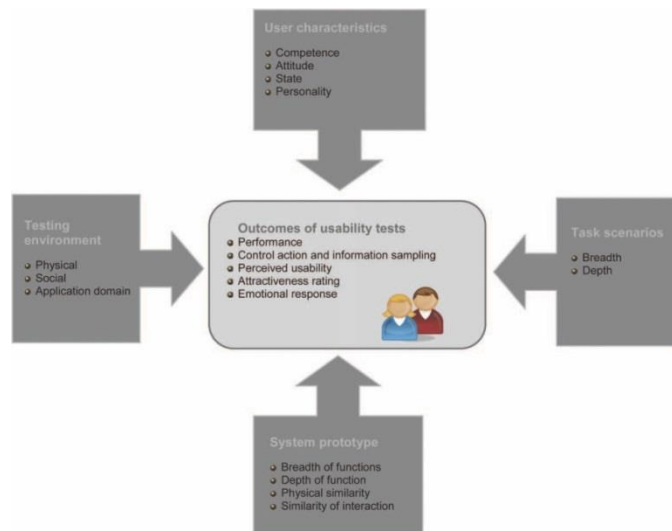 User characteristics
Competence
Attitude
State
Personality
Testing
environment
Physical
Social
Application domain
Outcomes of usability tests
Performance
Control action and information sampling
Perceived usability
Attractiveness rating
Emotional response
Task scenarios
Breadth
Depth
System prototype
Breadth of functions
Depth of function
Physical similarity
Similarity of interaction